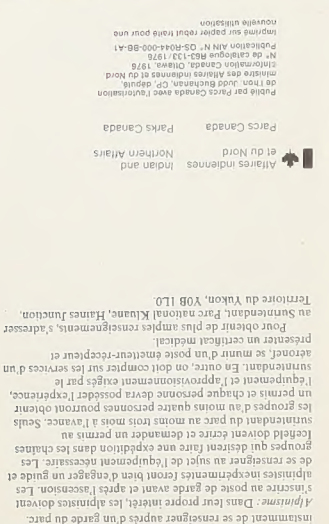 instamment de se renseigner auprès d'un garde du parc.
Alpinisme: Dans leur propre intérêt, les alpinistes doivent
s'inscrire au poste de garde avant et après l'ascension. Les
alpinistes inexpérimentés feront bien d'engager un guide et
de se renseigner au sujet de l'équipement nécessaire. Les
groupes qui désirent faire une expédition dans les chaînes
Icefield doivent écrire et demander un permis au
surintendant du parc au moins trois mois à l'avance. Seuls
les groupes d'au moins quatre personnes pourront obtenir
un permis et chaque personne devra posséder l'expérience,
l'équipement et l'approvisionnement exigés par le
surintendant. En outre, on doit compter sur les services d'un
aéronef, se munir d'un poste émetteur-récepteur et
présenter un certificat médical.
Pour obtenir de plus amples renseignements, s'adresser
au Surintendant, Parc national Kluane, Haines Junction,
Territoire du Yukon, Y0B 1L0.
Affaires indiennes
et du Nord
Indian and
Northern Affairs
Parcs Canada
Parks Canada
Publié par Parcs Canada avec l'autorisation
de l'hon. Judd Buchanan, CP, député,
ministre des Affaires indiennes et du Nord
©Information Canada, Ottawa, 1976
N° de catalogue R63-133/1976
Publication AIN N° QS-R044-000-BB-A1
Imprimé sur papier rebut traité pour une
nouvelle utilisation